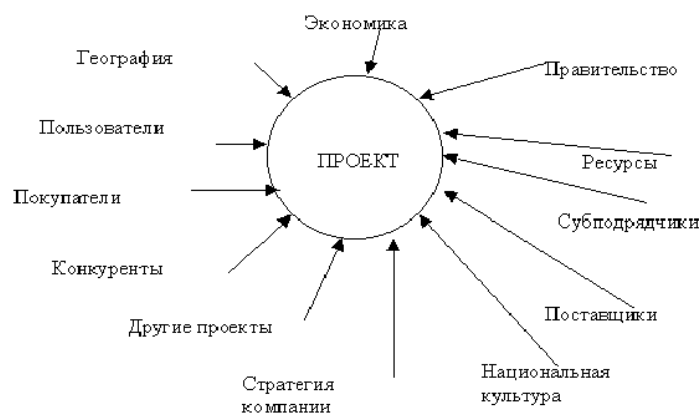 Экономика
География
Правительство
Пользователи
ПРОЕКТ
Ресурсы
Покупатели
Субподрядчики
Конкуренты
Поставщики
Другие проекты
Национальная
культура
Стратегия
компании